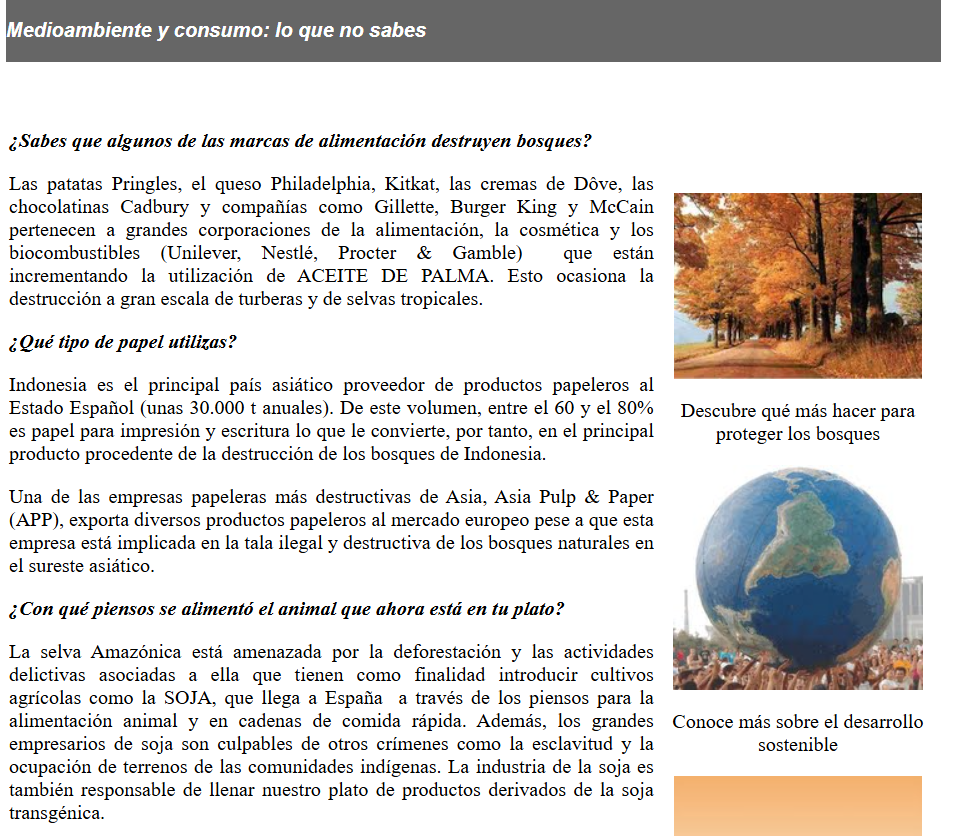 Medioambiente y consumo: lo que no sabes
¿Sabes que algunos de las marcas de alimentación destruyen bosques?
Las patatas Pringles, el queso Philadelphia, Kitkat, las cremas de Dôve, las
chocolatinas Cadbury y compañías como Gillette, Burger King y McCain
pertenecen a grandes corporaciones de la alimentación, la cosmética y los
biocombustibles (Unilever, Nestlé, Procter & Gamble)  que están
incrementando la utilización de ACEITE DE PALMA. Esto ocasiona la
destrucción a gran escala de turberas y de selvas tropicales.
¿Qué tipo de papel utilizas?
Indonesia es el principal país asiático proveedor de productos papeleros al
Estado Español (unas 30.000 t anuales). De este volumen, entre el 60 y el 80%
es papel para impresión y escritura lo que le convierte, por tanto, en el principal
producto procedente de la destrucción de los bosques de Indonesia.
Una de las empresas papeleras más destructivas de Asia, Asia Pulp & Paper
(APP), exporta diversos productos papeleros al mercado europeo pese a que esta
empresa está implicada en la tala ilegal y destructiva de los bosques naturales en
el sureste asiático.
¿Con qué piensos se alimentó el animal que ahora está en tu plato?
La selva Amazónica está amenazada por la deforestación y las actividades
delictivas asociadas a ella que tienen como finalidad introducir cultivos
agrícolas como la SOJA, que llega a España  a través de los piensos para la
alimentación animal y en cadenas de comida rápida. Además, los grandes
empresarios de soja son culpables de otros crímenes como la esclavitud y la
ocupación de terrenos de las comunidades indígenas. La industria de la soja es
también responsable de llenar nuestro plato de productos derivados de la soja
transgénica.
Descubre qué más hacer para
proteger los bosques
Conoce más sobre el desarrollo
sostenible